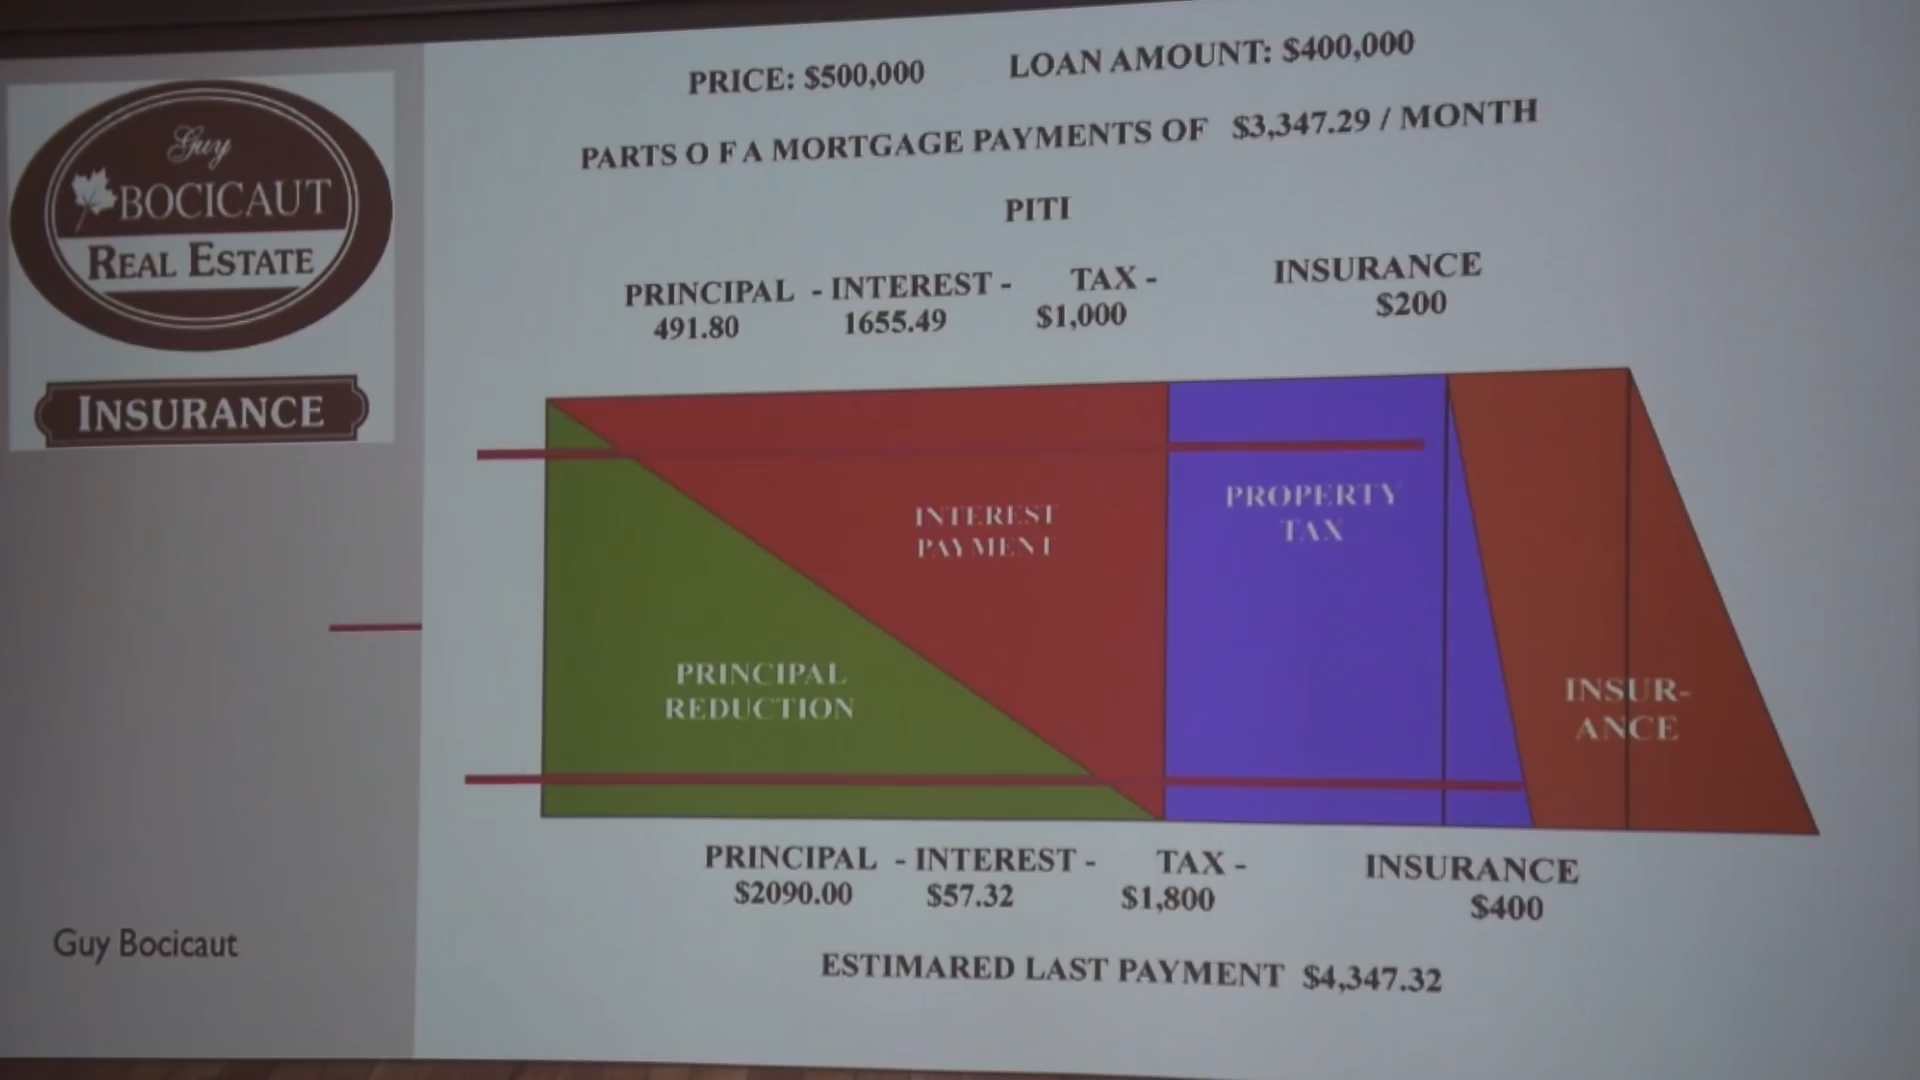 Guy
BOCICAUT
REAL ESTATE
INSURANCE
Guy Bocicaut
PRICE: $500,000 LOAN AMOUNT: $400,000
PARTS O F A MORTGAGE PAYMENTS OF $3,347.29 / MONTH
PITI
PRINCIPAL - INTEREST - TAX - INSURANCE
491.80 1655.49 $1,000 $200
INTEREST
PAYMENT
PROPERTY
TAX
PRINCIPAL
REDUCTION
INSUR-
ANCE
PRINCIPAL - INTEREST - TAX - INSURANCE
$2090.00 $57.32 $1,800 $400
ESTIMARED LAST PAYMENT $4,347.32